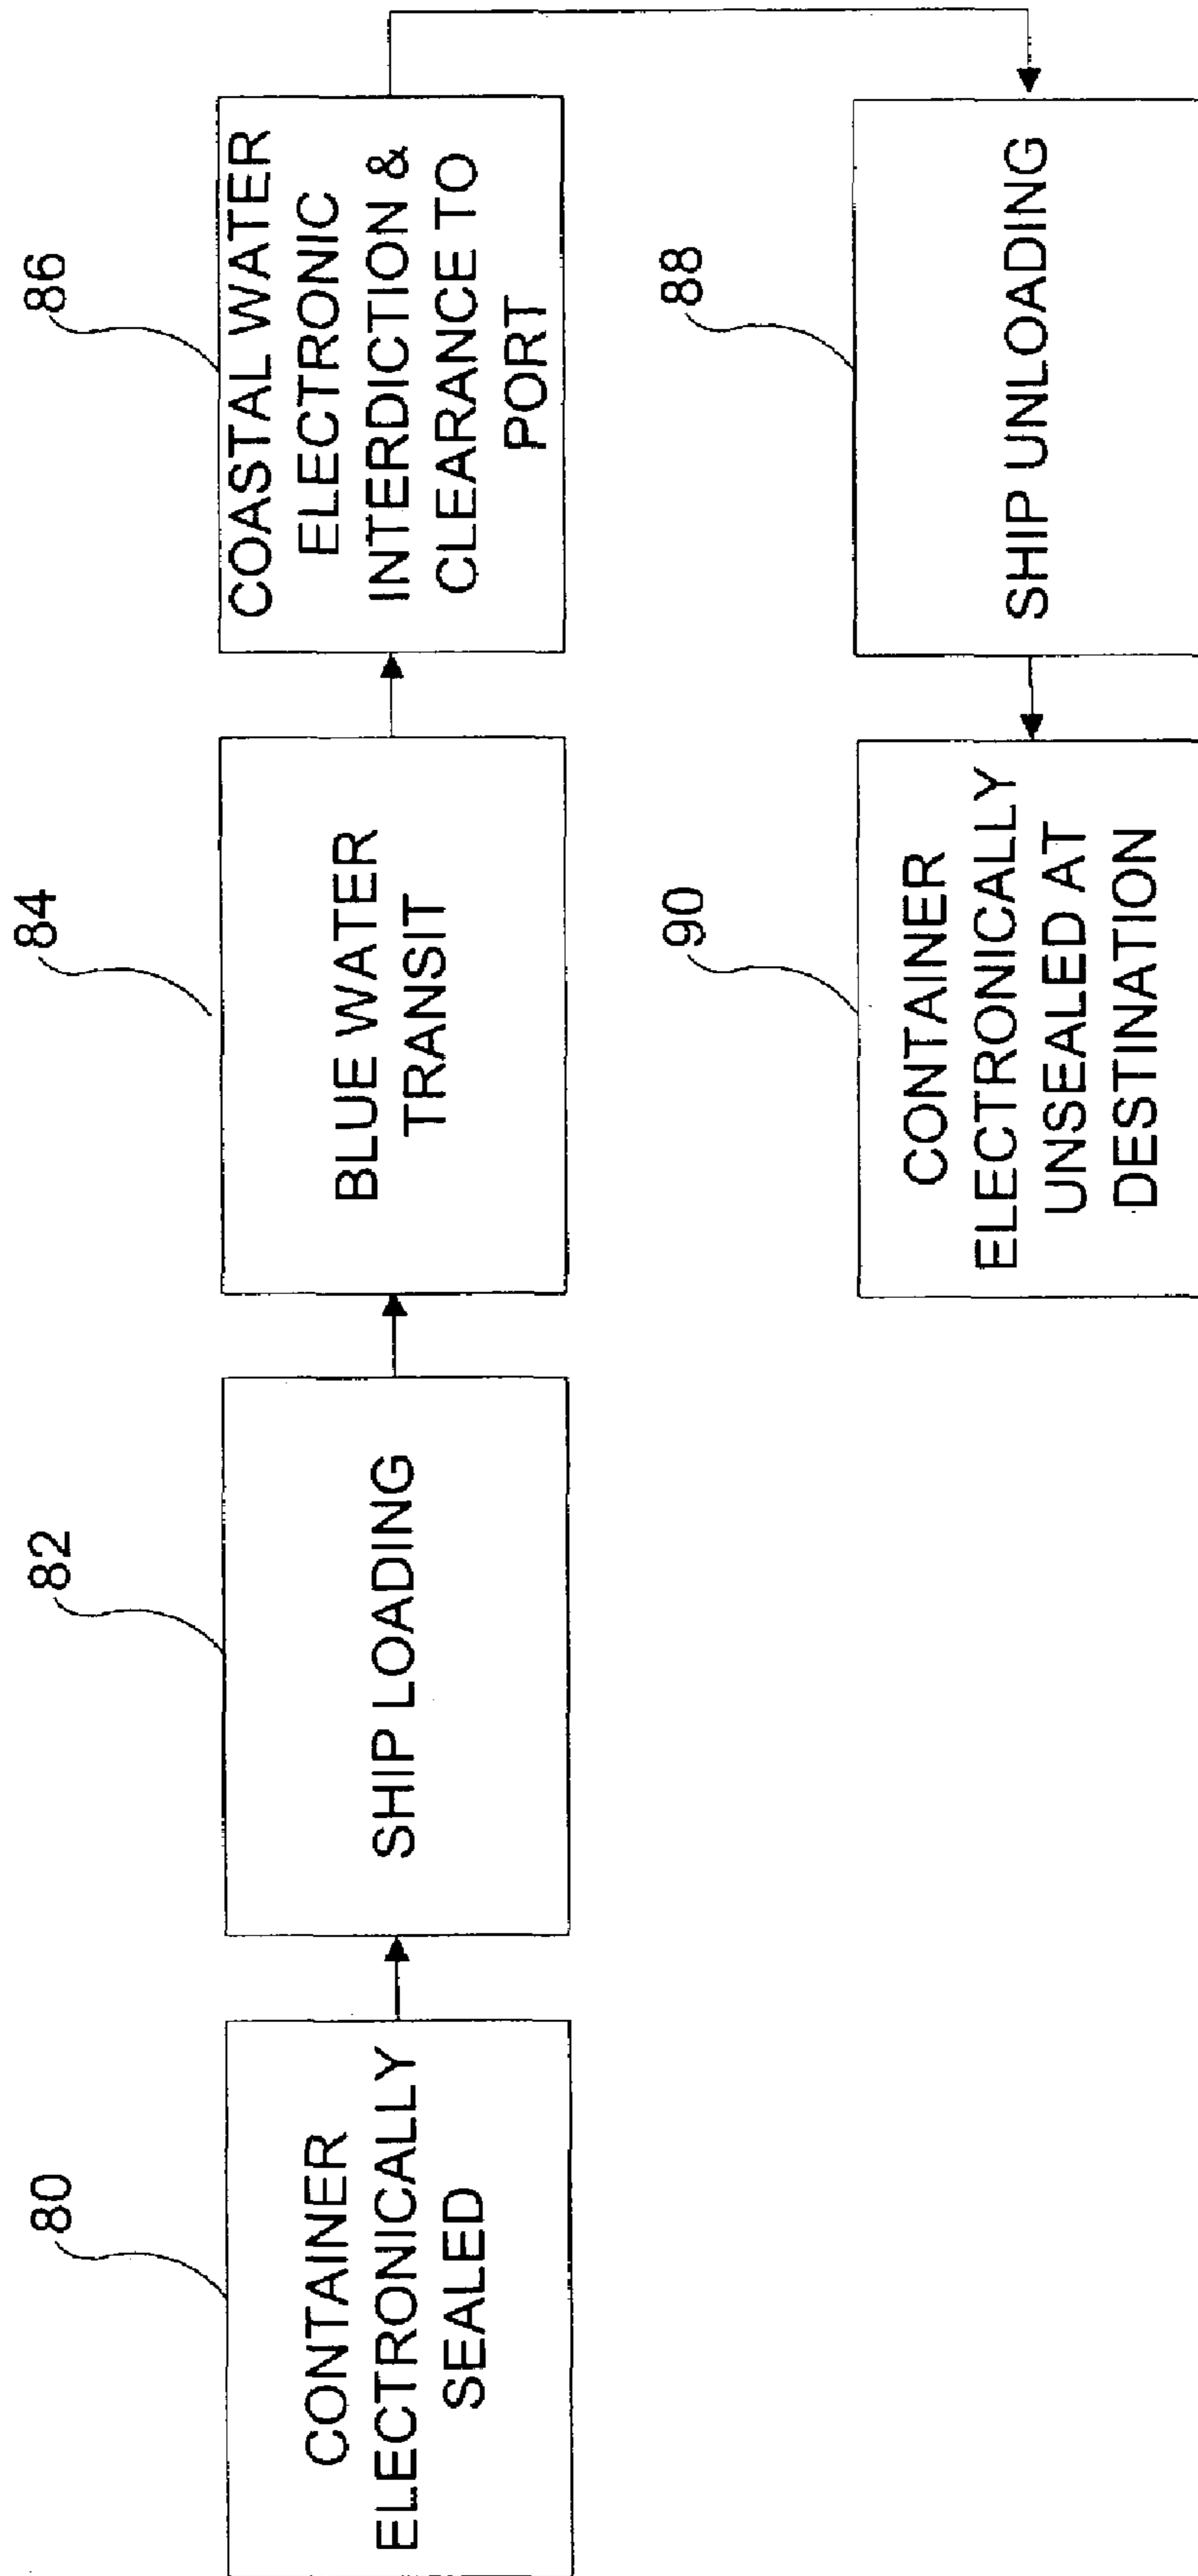 80
CONTAINER
ELECTRONICALLY
SEALED
82
SHIP LOADING
84
BLUE WATER
TRANSIT
86
COASTAL WATER
ELECTRONIC
INTERDICTION &
CLEARANCE TO
PORT
88
SHIP UNLOADING
90
CONTAINER
ELECTRONICALLY
UNSEALED AT
DESTINATION